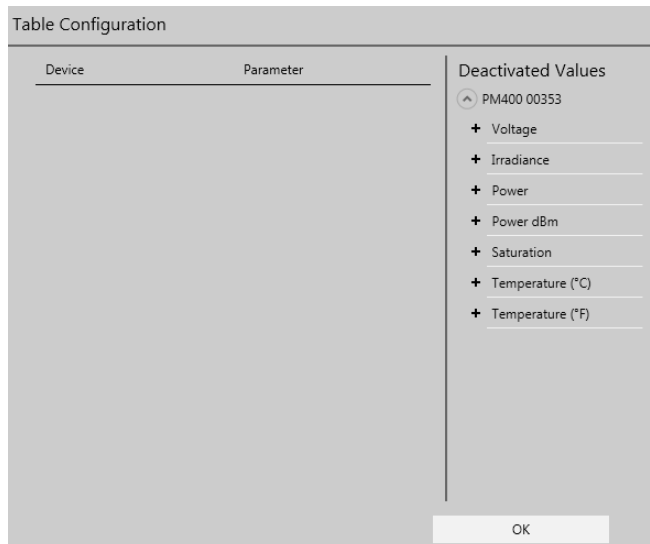 Table Configuration
Device Parameter
Deactivated Values
PM400 00353
+ Voltage
+ Irradiance
+ Power
+ Power dBm
+ Saturation
+ Temperature (°C)
+ Temperature (°F)
OK